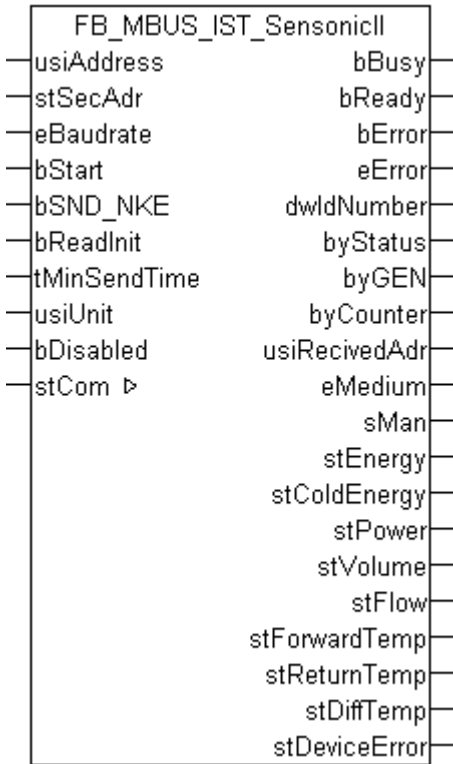 FB_MBUS_IST_SensonicII
usiAddress bBusy
stSecAdr bReady
eBaudrate bError
bStart eError
bSND_NKE dwIdNumber
bReadInit byStatus
tMinSendTime byGEN
usiUnit byCounter
bDisabled usiRecivedAdr
stCom ▷ eMedium
sMan
stEnergy
stColdEnergy
stPower
stVolume
stFlow
stForwardTemp
stReturnTemp
stDiffTemp
stDeviceError